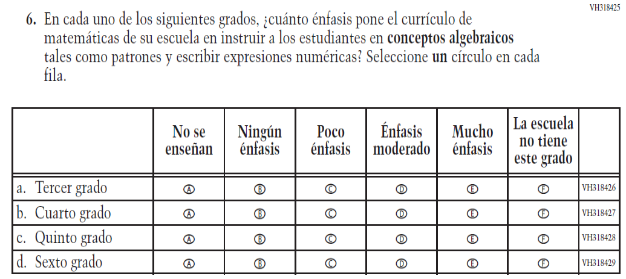 VH318425
6. En cada uno de los siguientes grados, ¿cuánto énfasis pone el currículo de
matemáticas de su escuela en instruir a los estudiantes en conceptos algebraicos
tales como patrones y escribir expresiones numéricas? Seleccione un círculo en cada
fila.
No se enseñan Ningún énfasis Poco énfasis Énfasis moderado Mucho énfasis La escuela no tiene este grado
a. Tercer grado A B C D E F VH318426
b. Cuarto grado A B C D E F VH318427
c. Quinto grado A B C D E F VH318428
d. Sexto grado A B C D E F VH318429